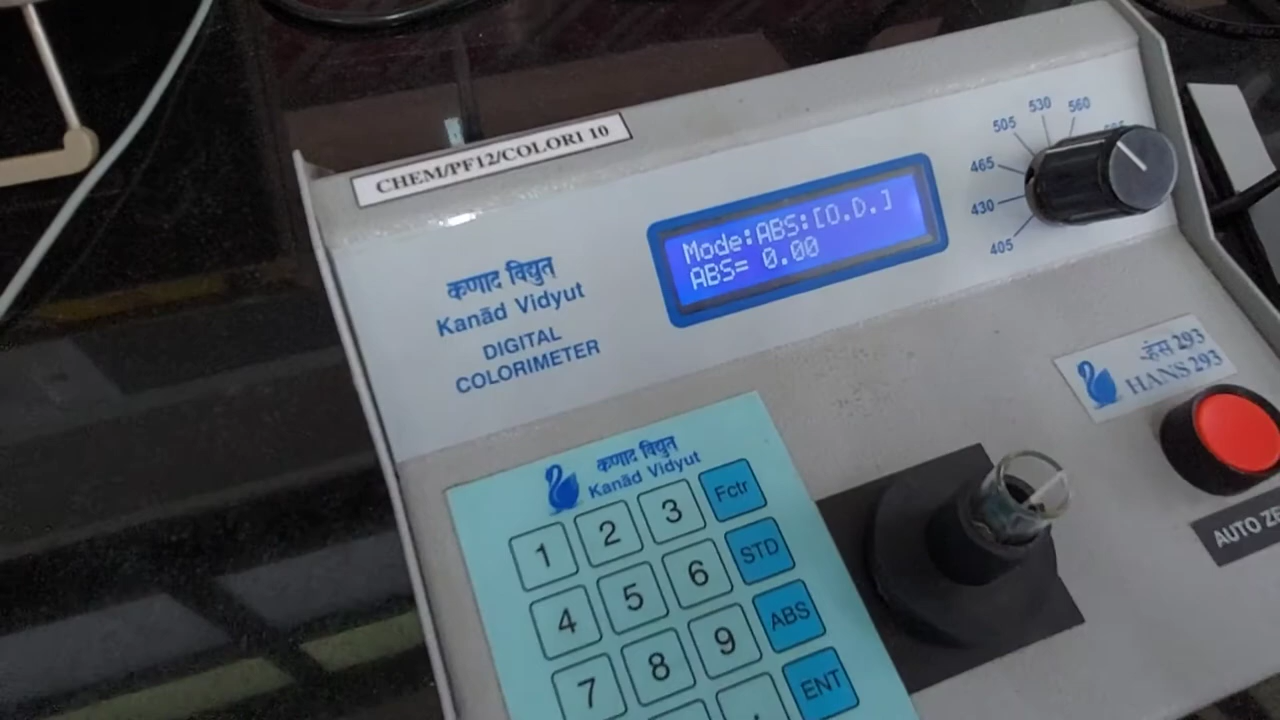 CHEM/PF12/COLORI 10
कणाद विद्युत
Kanād Vidyut
DIGITAL
COLORIMETER
Mode:ABS:[O.D.]
ABS= 0.00
405
430
465
505
530
560
हंस 293
HANS 293
AUTO ZE
कणाद विद्युत
Kanād Vidyut
1 2 3 Fctr
4 5 6 STD
7 8 9 ABS
ENT